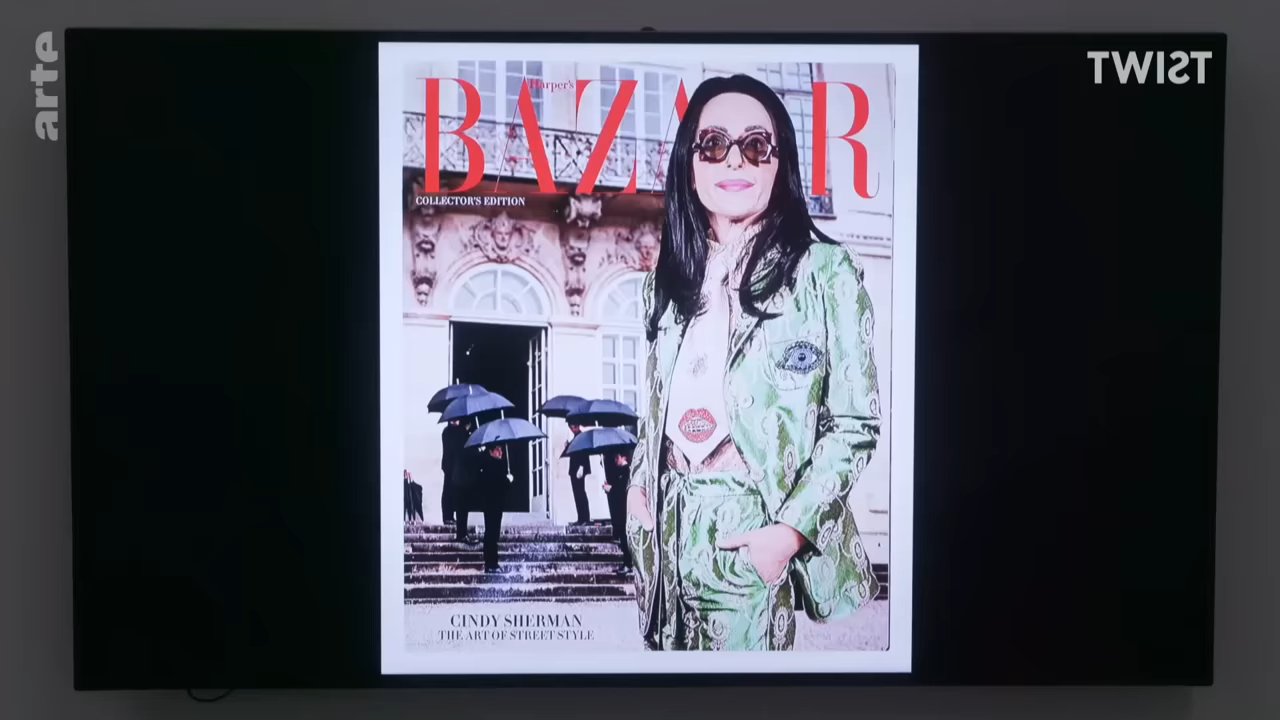 arte
TWIST
Harper's
BAZAAR
COLLECTOR'S EDITION
CINDY SHERMAN
THE ART OF STREET STYLE